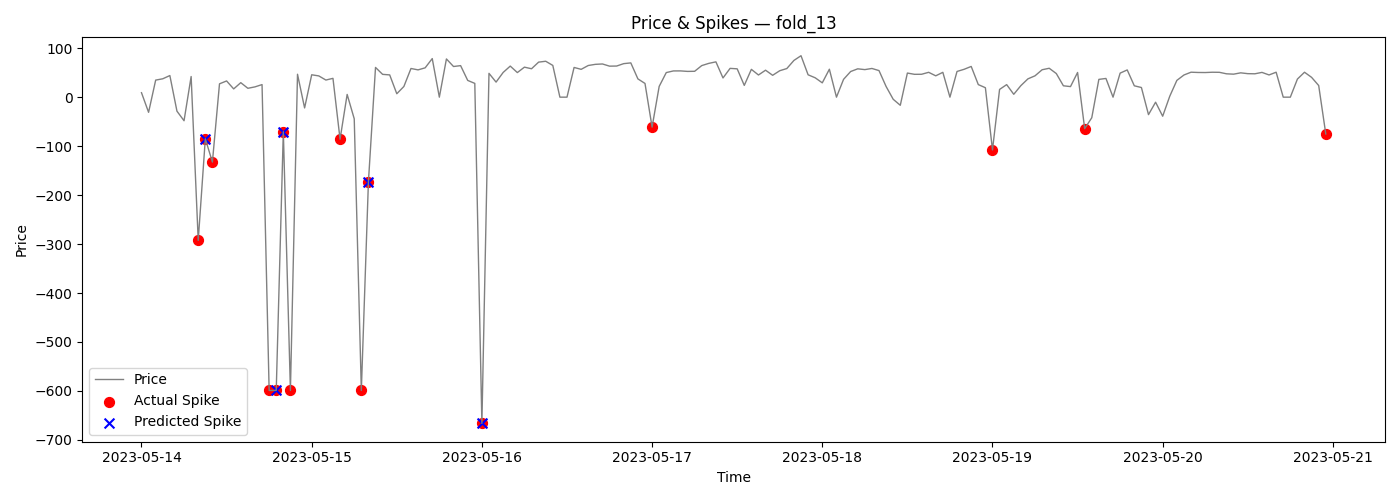 Price & Spikes — fold_13
Price
100
0
−100
−200
−300
−400
−500
−600
−700
Price
Actual Spike
Predicted Spike
2023-05-14
2023-05-15
2023-05-16
2023-05-17
2023-05-18
2023-05-19
2023-05-20
2023-05-21
Time